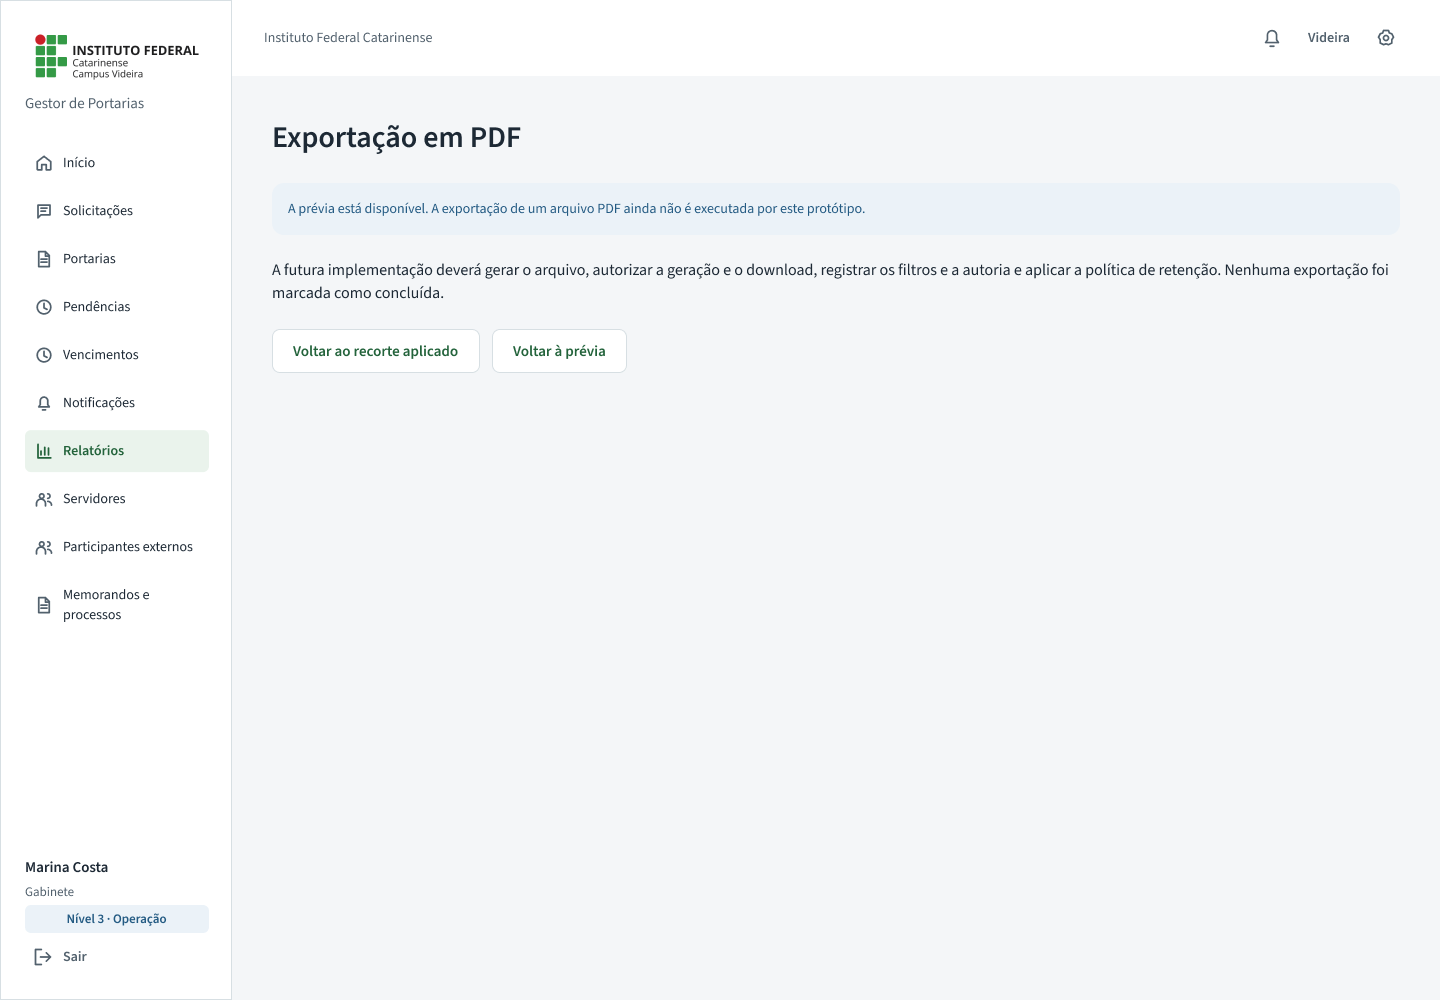 INSTITUTO FEDERAL
Catarinense
Campus Videira
Gestor de Portarias
Início
Solicitações
Portarias
Pendências
Vencimentos
Notificações
Relatórios
Servidores
Participantes externos
Memorandos e
processos
Marina Costa
Gabinete
Nível 3 · Operação
Sair
Instituto Federal Catarinense
Videira
Exportação em PDF
A prévia está disponível. A exportação de um arquivo PDF ainda não é executada por este protótipo.
A futura implementação deverá gerar o arquivo, autorizar a geração e o download, registrar os filtros e a autoria e aplicar a política de retenção. Nenhuma exportação foi
marcada como concluída.
Voltar ao recorte aplicado
Voltar à prévia